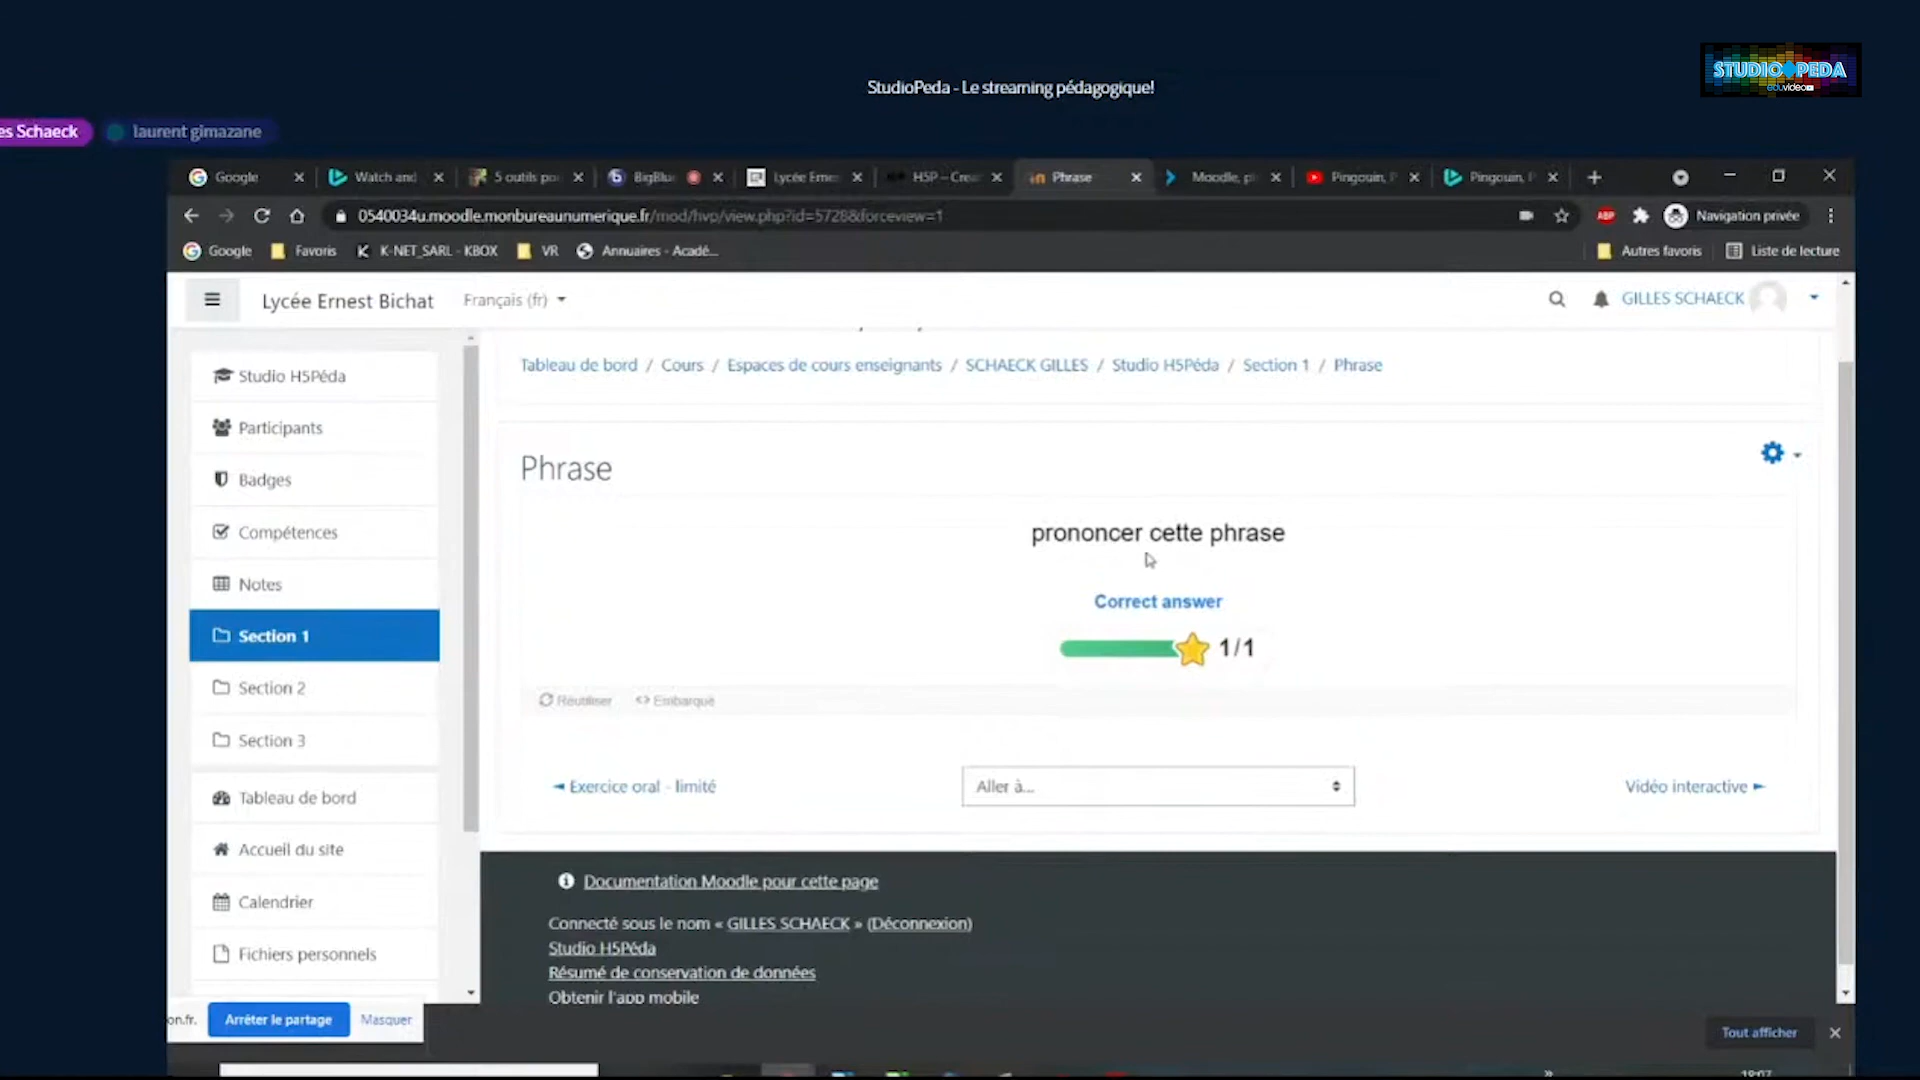 STUDIO PEDA
eduvideo
StudioPeda - Le streaming pédagogique!
es Schaeck
laurent gimazane
Google
Watch and
5 outils po
BigBlu
Lycée Erne
H5P – Crea
Phrase
Moodle, p
Pingouin, P
Pingouin, P
0540034u.moodle.monbureaunumerique.fr/mod/hvp/view.php?id=5728&forceview=1
ABP
Navigation privée
Google
Favoris
K-NET_SARL - KBOX
VR
Annuaires - Acadé...
Autres favoris
Liste de lecture
Lycée Ernest Bichat
Français (fr)
GILLES SCHAECK
Tableau de bord / Cours / Espaces de cours enseignants / SCHAECK GILLES / Studio H5Péda / Section 1 / Phrase
Studio H5Péda
Participants
Badges
Compétences
Notes
Section 1
Section 2
Section 3
Tableau de bord
Accueil du site
Calendrier
Fichiers personnels
Phrase
prononcer cette phrase
Correct answer
1/1
Réutiliser
<> Embarqué
◄ Exercice oral - limité
Aller à...
Vidéo interactive ►
Documentation Moodle pour cette page
Connecté sous le nom « GILLES SCHAECK » (Déconnexion)
Studio H5Péda
Résumé de conservation de données
Obtenir l'app mobile
on.fr.
Arrêter le partage
Masquer
Tout afficher